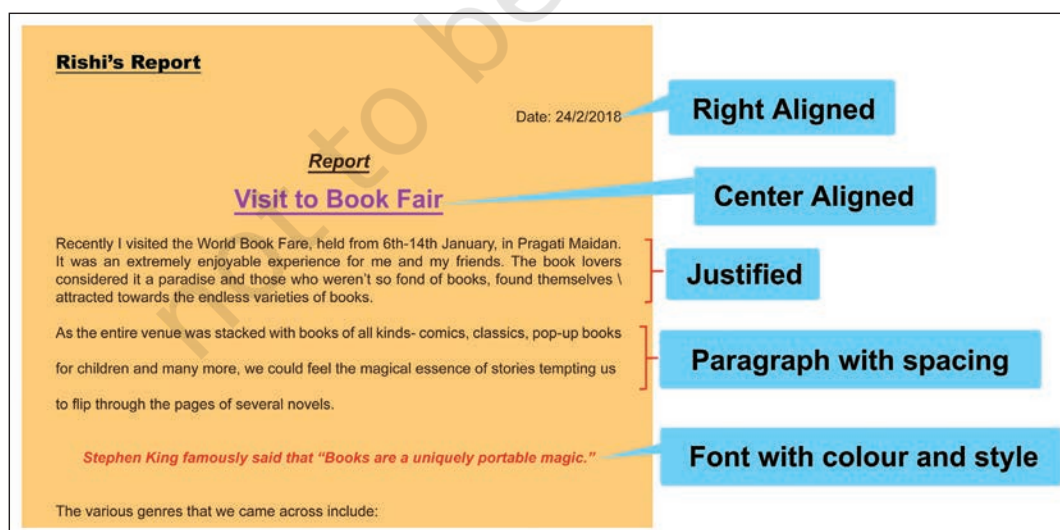 Rishi's Report
Date: 24/2/2018
Right Aligned
Report
Visit to Book Fair
Center Aligned
Recently I visited the World Book Fare, held from 6th-14th January, in Pragati Maidan.
It was an extremely enjoyable experience for me and my friends. The book lovers
considered it a paradise and those who weren't so fond of books, found themselves \
attracted towards the endless varieties of books.
Justified
As the entire venue was stacked with books of all kinds- comics, classics, pop-up books
for children and many more, we could feel the magical essence of stories tempting us
to flip through the pages of several novels.
Paragraph with spacing
Stephen King famously said that “Books are a uniquely portable magic.”
Font with colour and style
The various genres that we came across include:
not to be